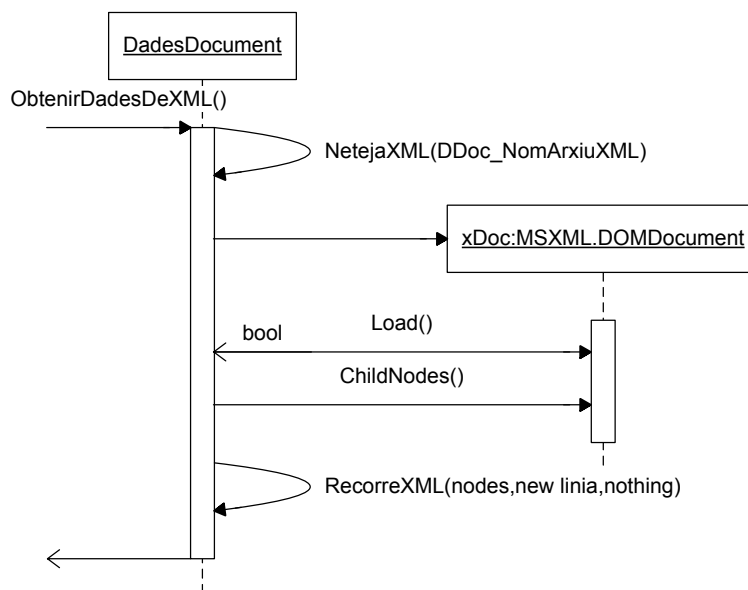 DadesDocument
ObtenirDadesDeXML()
NetejaXML(DDoc_NomArxiuXML)
xDoc:MSXML.DOMDocument
bool
Load()
ChildNodes()
RecorreXML(nodes,new linia,nothing)